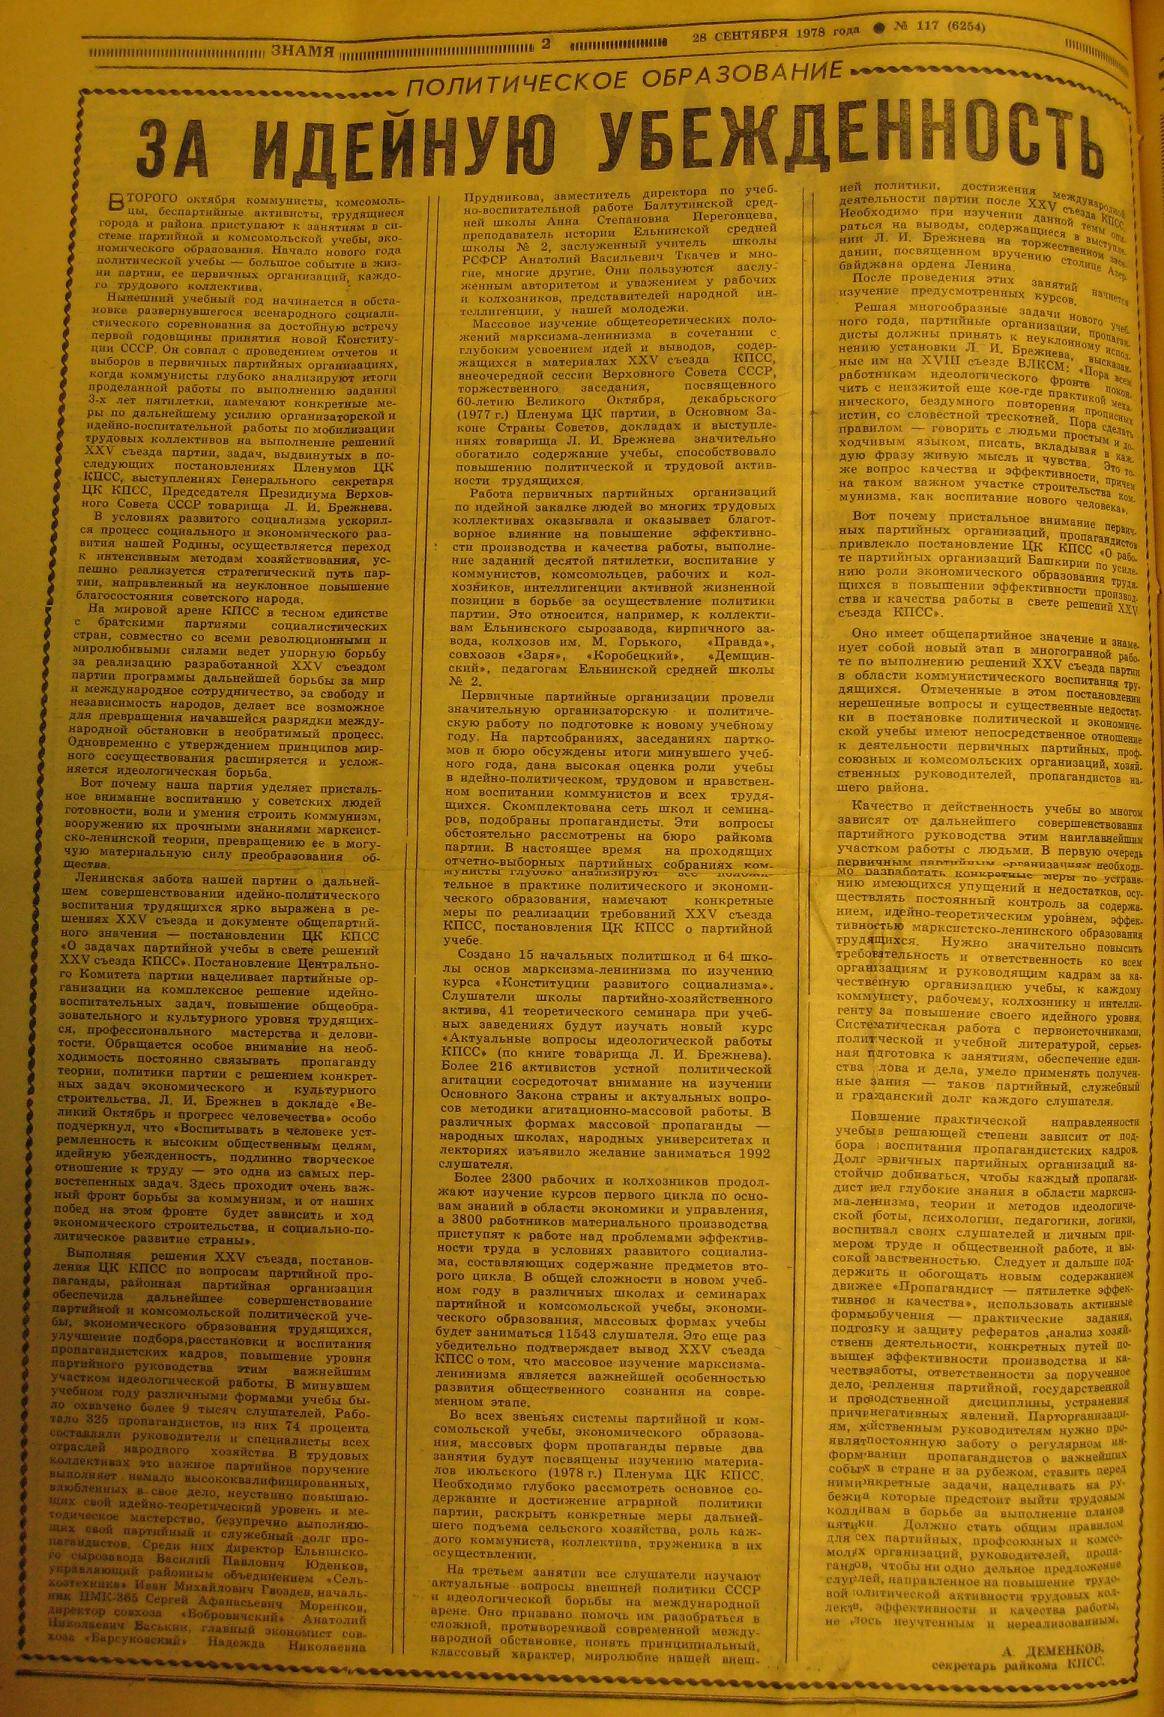 ЗНАМЯ 2 28 СЕНТЯБРЯ 1978 года ● № 117 (6254)
ПОЛИТИЧЕСКОЕ ОБРАЗОВАНИЕ
ЗА ИДЕЙНУЮ УБЕЖДЕННОСТЬ
ВТОРОГО октября коммунисты, комсомоль-
цы, беспартийные активисты, трудящиеся
города и района приступают к занятиям в си-
стеме партийной и комсомольской учебы, эко-
номического образования. Начало нового года
политической учебы — большое событие в жиз-
ни партии, ее первичных организаций, каждо-
го трудового коллектива.
Нынешний учебный год начинается в обста-
новке развернувшегося всенародного социали-
стического соревнования за достойную встречу
первой годовщины принятия новой Конститу-
ции СССР. Он совпал с проведением отчетов и
выборов в первичных партийных организациях,
когда коммунисты глубоко анализируют итоги
проделанной работы по выполнению заданий
3-х лет пятилетки, намечают конкретные ме-
ры по дальнейшему усилию организаторской и
идейно-воспитательной работы по мобилизации
трудовых коллективов на выполнение решений
XXV съезда партии, задач, выдвинутых в по-
следующих постановлениях Пленумов ЦК
КПСС, выступлениях Генерального секретаря
ЦК КПСС, Председателя Президиума Верхов-
ного Совета СССР товарища Л. И. Брежнева.
В условиях развитого социализма ускорил-
ся процесс социального и экономического раз-
вития нашей Родины, осуществляется переход
к интенсивным методам хозяйствования, ус-
пешно реализуется стратегический путь пар-
тии, направленный на неуклонное повышение
благосостояния советского народа.
На мировой арене КПСС в тесном единстве
с братскими партиями социалистических
стран, совместно со всеми революционными и
миролюбивыми силами ведет упорную борьбу
за реализацию разработанной XXV съездом
партии программы дальнейшей борьбы за мир
и международное сотрудничество, за свободу и
независимость народов, делает все возможное
для превращения начавшейся разрядки между-
народной обстановки в необратимый процесс.
Одновременно с утверждением принципов мир-
ного сосуществования расширяется и услож-
няется идеологическая борьба.
Вот почему наша партия уделяет присталь-
ное внимание воспитанию у советских людей
готовности, воли и умения строить коммунизм,
вооружению их прочными знаниями марксист-
ско-ленинской теории, превращению ее в могу-
чую материальную силу преобразования об-
щества.
Ленинская забота нашей партии о дальней-
шем совершенствовании идейно-политического
воспитания трудящихся ярко выражена в ре-
шениях XXV съезда и документе общепартий-
ного значения — постановлении ЦК КПСС
«О задачах партийной учебы в свете решений
XXV съезда КПСС». Постановление Центрально-
го Комитета партии нацеливает партийные ор-
ганизации на комплексное решение идейно-
воспитательных задач, повышение общеобра-
зовательного и культурного уровня трудящих-
ся, профессионального мастерства и делови-
тости. Обращается особое внимание на необ-
ходимость постоянно связывать пропаганду
теории, политики партии с решением конкрет-
ных задач экономического и культурного
строительства. Л. И. Брежнев в докладе «Ве-
ликий Октябрь и прогресс человечества» особо
подчеркнул, что «Воспитывать в человеке уст-
ремленность к высоким общественным целям,
идейную убежденность, подлинно творческое
отношение к труду — это одна из самых пер-
востепенных задач. Здесь проходит очень важ-
ный фронт борьбы за коммунизм, и от наших
побед на этом фронте будет зависить и ход
экономического строительства, и социально-по-
литическое развитие страны».
Выполняя решения XXV съезда, постанов-
ления ЦК КПСС по вопросам партийной про-
паганды, районная партийная организация
обеспечила дальнейшее совершенствование
партийной и комсомольской политической уче-
бы, экономического образования трудящихся,
улучшение подбора,расстановки и воспитания
пропагандистских кадров, повышение уровня
партийного руководства этим важнейшим
участком идеологической работы. В минувшем
учебном году различными формами учебы бы-
ло охвачено более 9 тысяч слушателей. Рабо-
тало 825 пропагандистов, из них 74 процента
составляли руководители и специалисты всех
отраслей народного хозяйства В трудовых
коллективах это важное партийное поручение
выполняет немало высококвалифицированных,
влюбленных в свое дело, неустанно повышаю-
щих свой идейно-теоретический уровень и ме-
тодическое мастерство, безупречно выполняю-
щих свой партийный и служебный долг про-
пагандистов. Среди них Директор Ельнинско-
го сырозавода Василий Павлович Юденков,
управляющий районным объединением «Сель-
хозтехника» Иван Михайлович Гвоздев, началь-
ник ПМК-365 Сергей Афанасьевич Моренков,
директор совхоза «Бобровичский» Анатолий
Николаевич Васькин, главный экономист сов-
хоза «Барсуковский» Надежда Николаевна
Прудникова, заместитель директора по учеб-
но-воспитательной работе Балтутинской сред-
ней школы Анна Степановна Перегонцева,
преподаватель истории Ельнинской средней
школы № 2, заслуженный учитель школы
РСФСР Анатолий Васильевич Ткачев и мно-
гие, многие другие. Они пользуются заслу-
женным авторитетом и уважением у рабочих
и колхозников, представителей народной ин-
теллигенции, у нашей молодежи.
Массовое изучение общетеоретических поло-
жений марксизма-ленинизма в сочетании с
глубоким усвоением идей и выводов, содер-
жащихся в материалах XXV съезда КПСС,
внеочередной сессии Верховного Совета СССР,
торжественного заседания, посвященного
60-летию Великого Октября, декабрьского
(1977 г.) Пленума ЦК партии, в Основном За-
коне Страны Советов, докладах и выступле-
ниях товарища Л. И. Брежнева значительно
обогатило содержание учебы, способствовало
повышению политической и трудовой актив-
ности трудящихся.
Работа первичных партийных организаций
по идейной закалке людей во многих трудовых
коллективах оказывала и оказывает благот-
ворное влияние на повышение эффективно-
сти производства и качества работы, выполне-
ние заданий десятой пятилетки, воспитание у
коммунистов, комсомольцев, рабочих и кол-
хозников, интеллигенции активной жизненной
позиции в борьбе за осуществление политики
партии. Это относится, например, к коллекти-
вам Ельнинского сырозавода, кирпичного за-
вода, колхозов им. М. Горького, «Правда»,
совхозов «Заря», «Коробецкий», «Демщин-
ский», педагогам Ельнинской средней школы
№ 2.
Первичные партийные организации провели
значительную организаторскую и политиче-
скую работу по подготовке к новому учебному
году. На партсобраниях, заседаниях партко-
мов и бюро обсуждены итоги минувшего учеб-
ного года, дана высокая оценка роли учебы
в идейно-политическом, трудовом и нравствен-
ном воспитании коммунистов и всех трудя-
щихся. Скомплектована сеть школ и семина-
ров, подобраны пропагандисты. Эти вопросы
обстоятельно рассмотрены на бюро райкома
партии. В настоящее время на проходящих
отчетно-выборных партийных собраниях ком-
мунисты глубоко анализируют все положи-
тельное в практике политического и экономи-
ческого образования, намечают конкретные
меры по реализации требований XXV съезда
КПСС, постановления ЦК КПСС о партийной
учебе.
Создано 15 начальных политшкол и 64 шко-
лы основ марксизма-ленинизма по изучению
курса «Конституции развитого социализма».
Слушатели школы партийно-хозяйственного
актива, 41 теоретического семинара при учеб-
ных заведениях будут изучать новый курс
«Актуальные вопросы идеологической работы
КПСС» (по книге товарища Л. И. Брежнева).
Более 216 активистов устной политической
агитации сосредоточат внимание на изучении
Основного Закона страны и актуальных вопро-
сов методики агитационно-массовой работы. В
различных формах массовой пропаганды —
народных школах, народных университетах и
лекториях изъявило желание заниматься 1992
слушателя.
Более 2300 рабочих и колхозников продол-
жают изучение курсов первого цикла по осно-
вам знаний в области экономики и управления,
а 3800 работников материального производства
приступят к работе над проблемами эффектив-
ности труда в условиях развитого социализ-
ма, составляющих содержание предметов вто-
рого цикла. В общей сложности в новом учеб-
ном году в различных школах и семинарах
партийной и комсомольской учебы, экономи-
ческого образования, массовых формах учебы
будет заниматься 11543 слушателя. Это еще раз
убедительно подтверждает вывод XXV съезда
КПСС о том, что массовое изучение марксизма-
ленинизма является важнейшей особенностью
развития общественного сознания на совре-
менном этапе.
Во всех звеньях системы партийной и ком-
сомольской учебы, экономического образова-
ния, массовых форм пропаганды первые два
занятия будут посвящены изучению материа-
лов июльского (1978 г.) Пленума ЦК КПСС.
Необходимо глубоко рассмотреть основное со-
держание и достижение аграрной политики
партии, раскрыть конкретные меры дальней-
шего подъема сельского хозяйства, роль каж-
дого коммуниста, коллектива, труженика в их
осуществлении.
На третьем занятии все слушатели изучают
актуальные вопросы внешней политики СССР
и идеологической борьбы на международной
арене. Оно призвано помочь им разобраться в
сложной, противоречивой современной между-
народной обстановке, понять принципиальный,
классовый характер, миролюбие нашей внеш-
ней политики, достижения международной
деятельности партии после XXV съезда КПСС.
Необходимо при изучении данной темы опи-
раться на выводы, содержащиеся в выступле-
нии Л. И. Брежнева на торжественном засе-
дании, посвященном вручению столице Азер-
байджана ордена Ленина.
После проведения этих занятий начнется
изучение предусмотренных курсов.
Решая многообразные задачи нового учеб-
ного года, партийные организации, пропаган-
дисты должны принять к неуклонному испол-
нению установки Л. И. Брежнева, высказан-
ные им на XVIII съезде ВЛКСМ: «Пора всем
работникам идеологического фронта покон-
чить с неизжитой еще кое-где практикой меха-
нического, бездумного повторения прописных
истин, со словестной трескотней. Пора сделать
правилом — говорить с людьми простым и до-
ходчивым языком, писать, вкладывая в каж-
дую фразу живую мысль и чувства. Это то-
же вопрос качества и эффективности, причем
на таком важном участке строительства ком-
мунизма, как воспитание нового человека».
Вот почему пристальное внимание первич-
ных партийных организаций, пропагандистов
привлекло постановление ЦК КПСС «О рабо-
те партийных организаций Башкирии по усиле-
нию роли экономического образования трудя-
щихся в повышении эффективности производ-
ства и качества работы в свете решений XXV
съезда КПСС».
Оно имеет общепартийное значение и знаме-
нует собой новый этап в многогранной рабо-
те по выполнению решений XXV съезда партии
в области коммунистического воспитания тру-
дящихся. Отмеченные в этом постановлении
нерешенные вопросы и существенные недостат-
ки в постановке политической и экономиче-
ской учебы имеют непосредственное отношение
к деятельности первичных партийных, проф-
союзных и комсомольских организаций, хозяй-
ственных руководителей, пропагандистов на-
шего района.
Качество и действенность учебы во многом
зависят от дальнейшего совершенствования
партийного руководства этим наиглавнейшим
участком работы с людьми. В первую очередь
первичным партийным организациям необходи-
мо разработать конкретные меры по устране-
нию имеющихся упущений и недостатков, осу-
ществлять постоянный контроль за содержа-
нием, идейно-теоретическим уровнем, эффек-
тивностью марксистско-ленинского образования
трудящихся. Нужно значительно повысить
требовательность и ответственность ко всем
организациям и руководящим кадрам за ка-
чественную организацию учебы, к каждому
коммунисту, рабочему, колхознику и интелли-
генту за повышение своего идейного уровня.
Систематическая работа с первоисточниками,
политической и учебной литературой, серьез-
ная подготовка к занятиям, обеспечение един-
ства слова и дела, умело применять получен-
ные знания — таков партийный, служебный
и гражданский долг каждого слушателя.
Повышение практической направленности
учебы в решающей степени зависит от под-
бора и воспитания пропагандистских кадров.
Долг первичных партийных организаций на-
стойчиво добиваться, чтобы каждый пропаган-
дист имел глубокие знания в области марксиз-
ма-ленинизма, теории и методов идеологиче-
ской работы, психологии, педагогики, логики,
воспитывал своих слушателей и личным при-
мером в труде и общественной работе, и вы-
сокой нравственностью. Следует и дальше под-
держить и обогощать новым содержанием
движение «Пропагандист — пятилетке эффек-
тивности и качества», использовать активные
формы обучения — практические задания,
подготовку и защиту рефератов ,анализ хозяй-
ственной деятельности, конкретных путей по-
вышения эффективности производства и ка-
чества работы, ответственности за порученное
дело, укрепления партийной, государственной
и производственной дисциплины, устранения
причин негативных явлений. Парторганизаци-
ям, хозяйственным руководителям нужно про-
являть постоянную заботу о регулярном ин-
формировании пропагандистов о важнейших
событиях в стране и за рубежом, ставить перед
ними конкретные задачи, нацеливать на ру-
бежи, на которые предстоит выйти трудовым
коллективам в борьбе за выполнение планов
пятилетки. Должно стать общим правилом
для всех партийных, профсоюзных и комсо-
мольских организаций, руководителей, пропа-
гандистов, чтобы ни одно дельное предложение
слушателей, направленное на повышение трудо-
вой и политической активности трудовых кол-
лективов, эффективности и качества работы,
не осталось неучтенным и нереализованным.
А. ДЕМЕНКОВ,
секретарь райкома КПСС.